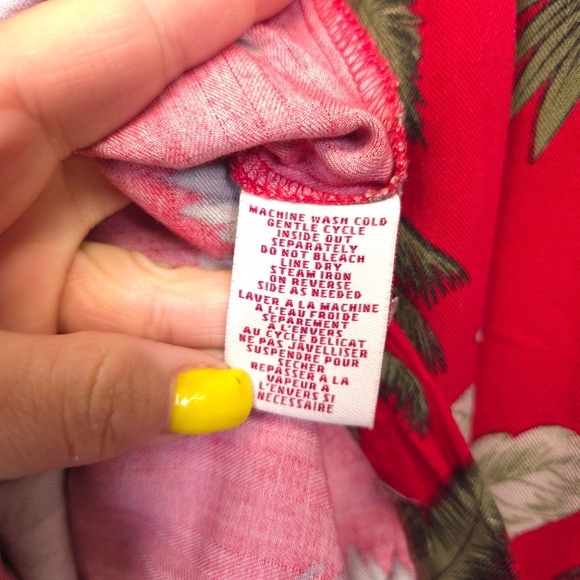 MACHINE WASH COLD
GENTLE CYCLE
INSIDE OUT
SEPARATELY
DO NOT BLEACH
LINE DRY
STEAM IRON
ON REVERSE
SIDE AS NEEDED
LAVER A LA MACHINE
A L'EAU FROIDE
SEPAREMENT
A L'ENVERS
AU CYCLE DELICAT
NE PAS JAVELLISER
SUSPENDRE POUR
SECHER
REPASSER A LA
VAPEUR A
L'ENVERS SI
NECESSAIRE